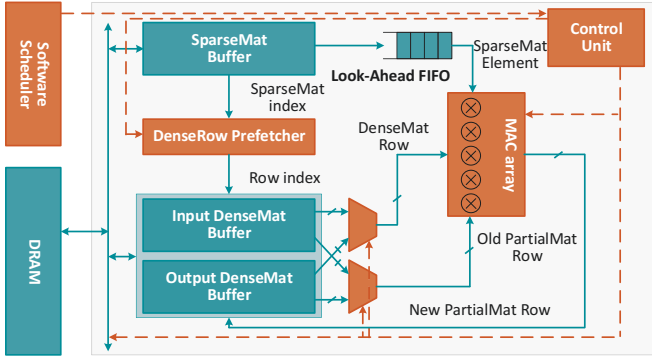 Software
Scheduler
SparseMat
Buffer
Look-Ahead FIFO
SparseMat
Element
Control
Unit
SparseMat
index
DenseRow Prefetcher
DenseMat
Row
MAC array
Row index
DRAM
Input DenseMat
Buffer
Output DenseMat
Buffer
Old PartialMat
Row
New PartialMat Row